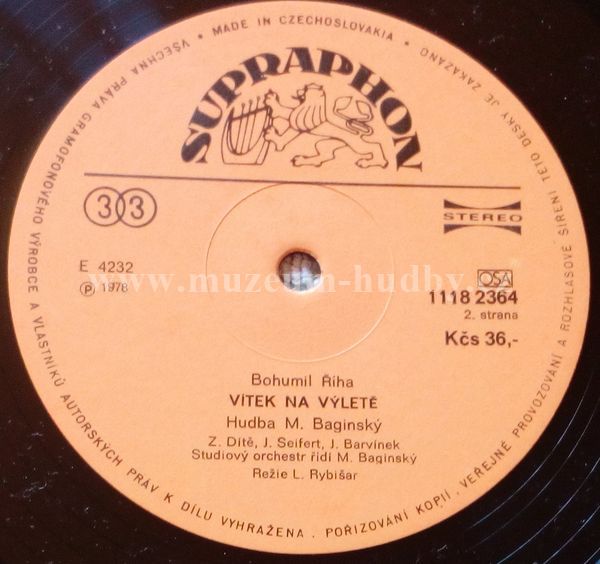 VŠECHNA PRÁVA GRAMOFONOVÉHO VÝROBCE A VLASTNÍKŮ AUTORSKÝCH PRÁV K DÍLU VYHRAŽENA. POŘIZOVÁNÍ KOPIÍ, VEŘEJNÉ PROVOZOVÁNÍ A ROZHLASOVÉ ŠÍŘENÍ TÉTO DESKY JE ZAKÁZÁNO • MADE IN CZECHOSLOVAKIA •
SUPRAPHON
33
STEREO
E 4232
Ⓟ 1978
OSA
1118 2364
2. strana
Kčs 36,-
www.muzeum-hudby.cz
Bohumil Říha
VÍTEK NA VÝLETĚ
Hudba M. Baginský
Z. Dítě, J. Seifert, J. Barvínek
Studiový orchestr řídí M. Baginský
Režie L. Rybišar